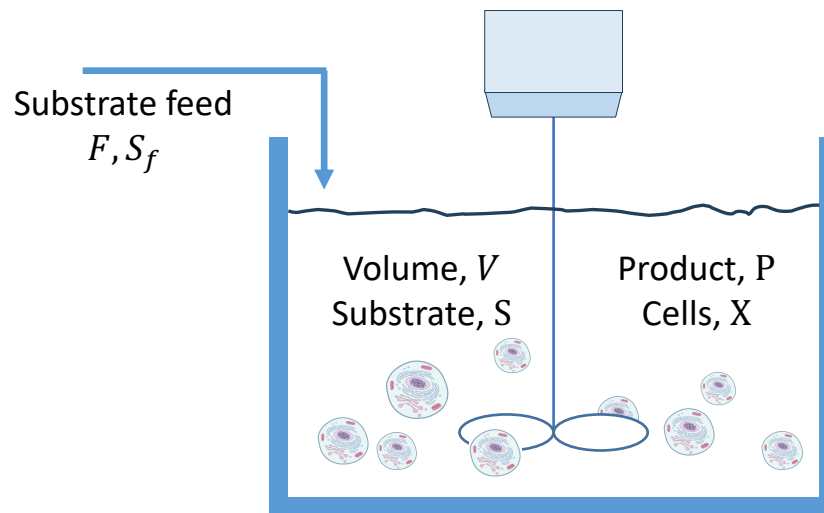 Substrate feed
F, S_f
Volume, V
Substrate, S
Product, P
Cells, X